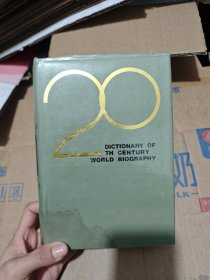 20
DICTIONARY OF
TH CENTURY
WORLD BIOGRAPHY